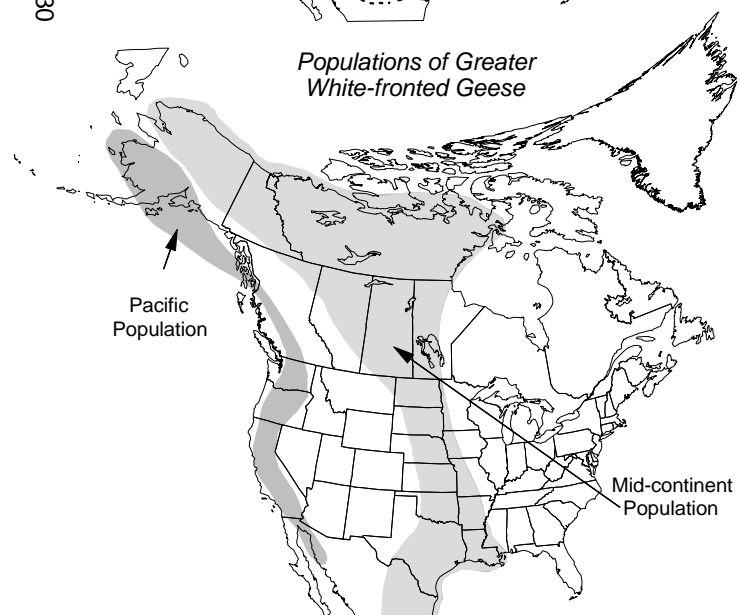 30
Populations of Greater
White-fronted Geese
Pacific
Population
Mid-continent
Population